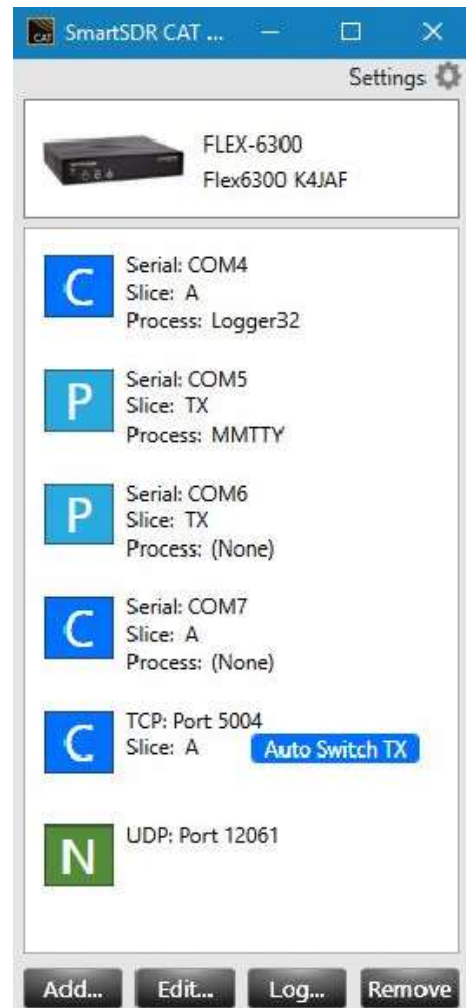 CAT
SmartSDR CAT ...
Settings
FLEX-6300
Flex6300 K4JAF
C
Serial: COM4
Slice: A
Process: Logger32
P
Serial: COM5
Slice: TX
Process: MMTTY
P
Serial: COM6
Slice: TX
Process: (None)
C
Serial: COM7
Slice: A
Process: (None)
C
TCP: Port 5004
Slice: A
Auto Switch TX
N
UDP: Port 12061
Add... Edit... Log... Remove